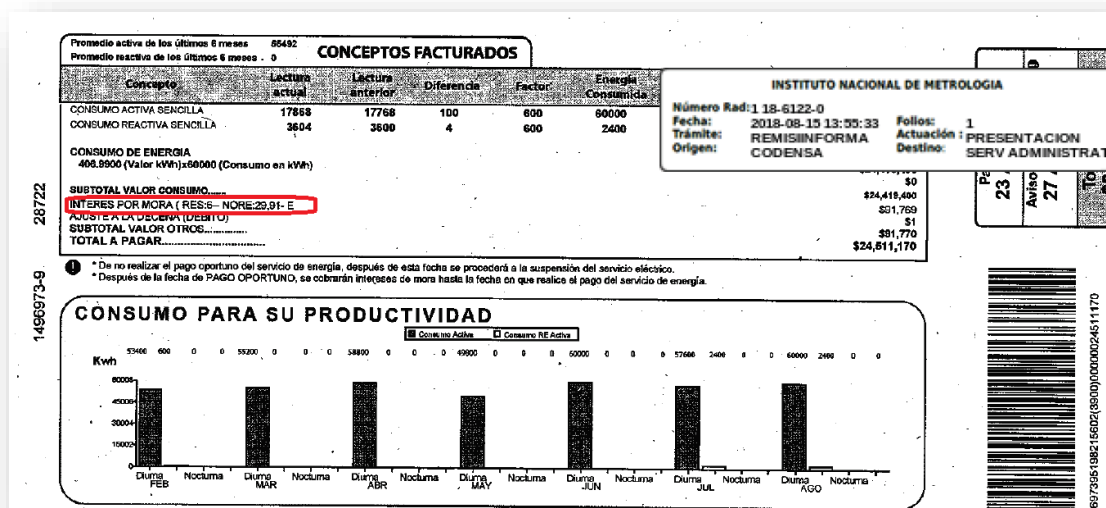 Promedio activa de los últimos 6 meses 55492
Promedio reactiva de los últimos 6 meses - 0
CONCEPTOS FACTURADOS
Concepto Lectura actual Lectura anterior Diferencia Factor Energía Consumida
CONSUMO ACTIVA SENCILLA 17868 17768 100 600 60000
CONSUMO REACTIVA SENCILLA 3604 3600 4 600 2400
CONSUMO DE ENERGIA
406.9900 (Valor kWh)x60000 (Consumo en kWh)
$0
SUBTOTAL VALOR CONSUMO....... $24,419,400
INTERES POR MORA ( RES:6-- NORE:29,91- E $91,769
AJUSTE A LA DECENA (DEBITO) $1
SUBTOTAL VALOR OTROS............... $91,770
TOTAL A PAGAR........................... $24,511,170
INSTITUTO NACIONAL DE METROLOGIA
Número Rad:1 18-6122-0
Fecha: 2018-08-15 13:55:33 Folios: 1
Trámite: REMISIINFORMA Actuación : PRESENTACION
Origen: CODENSA Destino: SERV ADMINISTRAT
23
Aviso
27
28722
1496973-9
* De no realizar el pago oportuno del servicio de energía, después de esta fecha se procederá a la suspensión del servicio eléctrico.
* Después de la fecha de PAGO OPORTUNO, se cobrarán intereses de mora hasta la fecha en que realice el pago del servicio de energía.
CONSUMO PARA SU PRODUCTIVIDAD
Consumo Activa Consumo RE Activa
Kwh
53400 600 0 0 55200 0 0 0 58800 0 0 0 49800 0 0 0 60000 0 0 0 57600 2400 0 0 60000 2400 0 0
45000
30004
15002
0
Diurna Nocturna Diurna Nocturna Diurna Nocturna Diurna Nocturna Diurna Nocturna Diurna Nocturna Diurna Nocturna
FEB MAR ABR MAY JUN JUL AGO